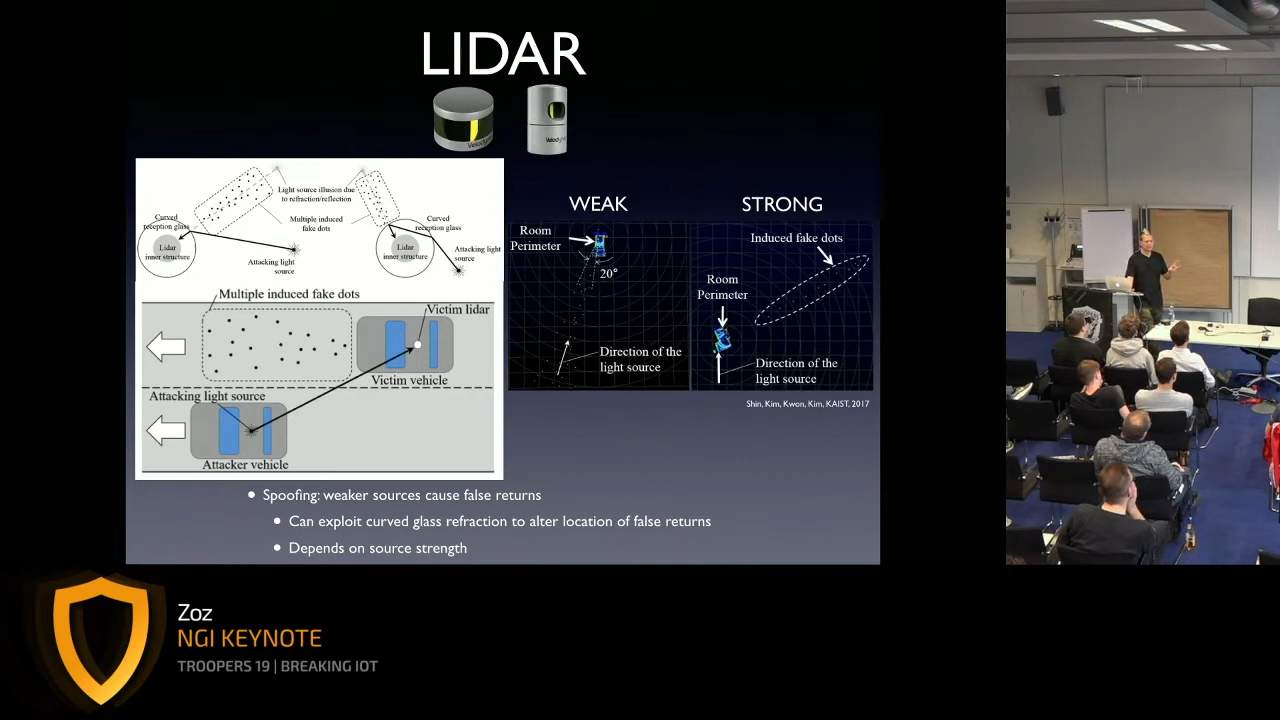 LIDAR
Velodyne
Velodyne
Light source illusion due
to refraction/reflection
Curved
reception glass
Multiple induced
fake dots
Curved
reception glass
Lidar
inner structure
Attacking light
source
Lidar
inner structure
Attacking light
source
Multiple induced fake dots
Victim lidar
Victim vehicle
Attacking light source
Attacker vehicle
WEAK
Room
Perimeter
20°
Direction of the
light source
STRONG
Induced fake dots
Room
Perimeter
Direction of the
light source
Shin, Kim, Kwon, Kim, KAIST, 2017
• Spoofing: weaker sources cause false returns
• Can exploit curved glass refraction to alter location of false returns
• Depends on source strength
Zoz
NGI KEYNOTE
TROOPERS 19 | BREAKING IOT